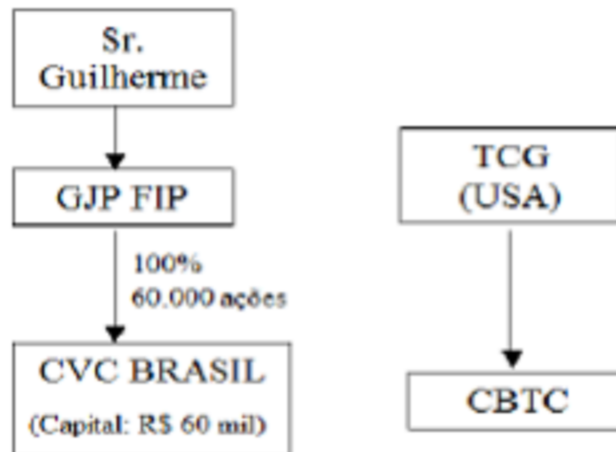 Sr.
Guilherme
GJP FIP
100%
60.000 ações
CVC BRASIL
(Capital: R$ 60 mil)
TCG
(USA)
CBTC